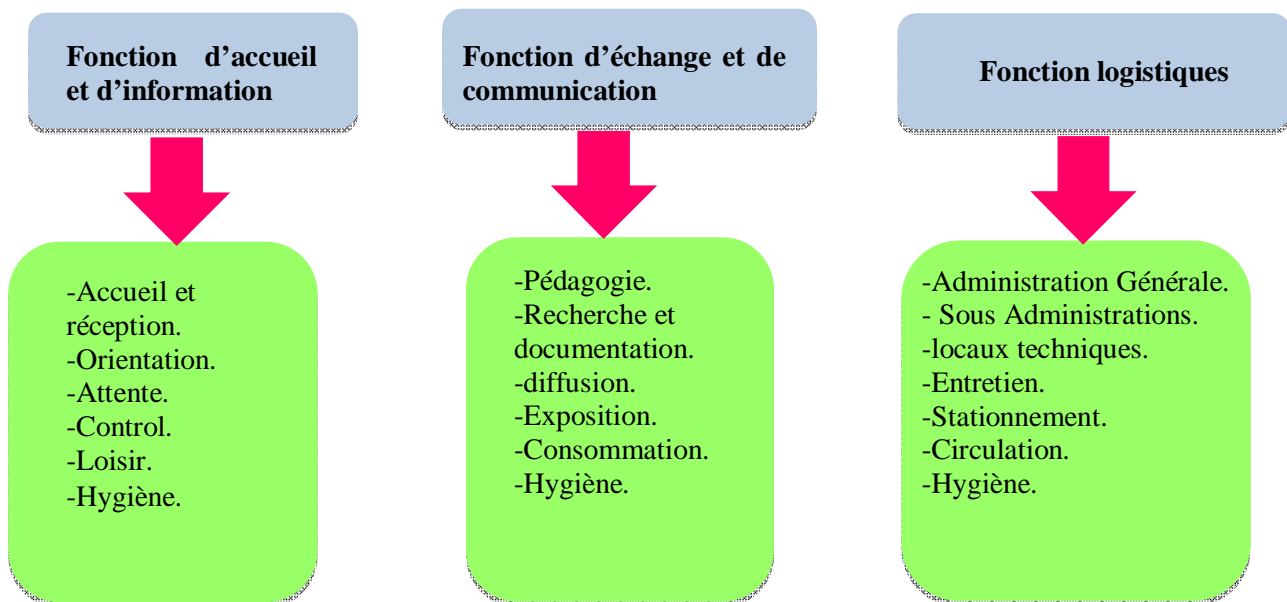 Fonction d’accueil
et d’information
-Accueil et
réception.
-Orientation.
-Attente.
-Control.
-Loisir.
-Hygiène.
Fonction d’échange et de
communication
-Pédagogie.
-Recherche et
documentation.
-diffusion.
-Exposition.
-Consommation.
-Hygiène.
Fonction logistiques
-Administration Générale.
- Sous Administrations.
-locaux techniques.
-Entretien.
-Stationnement.
-Circulation.
-Hygiène.